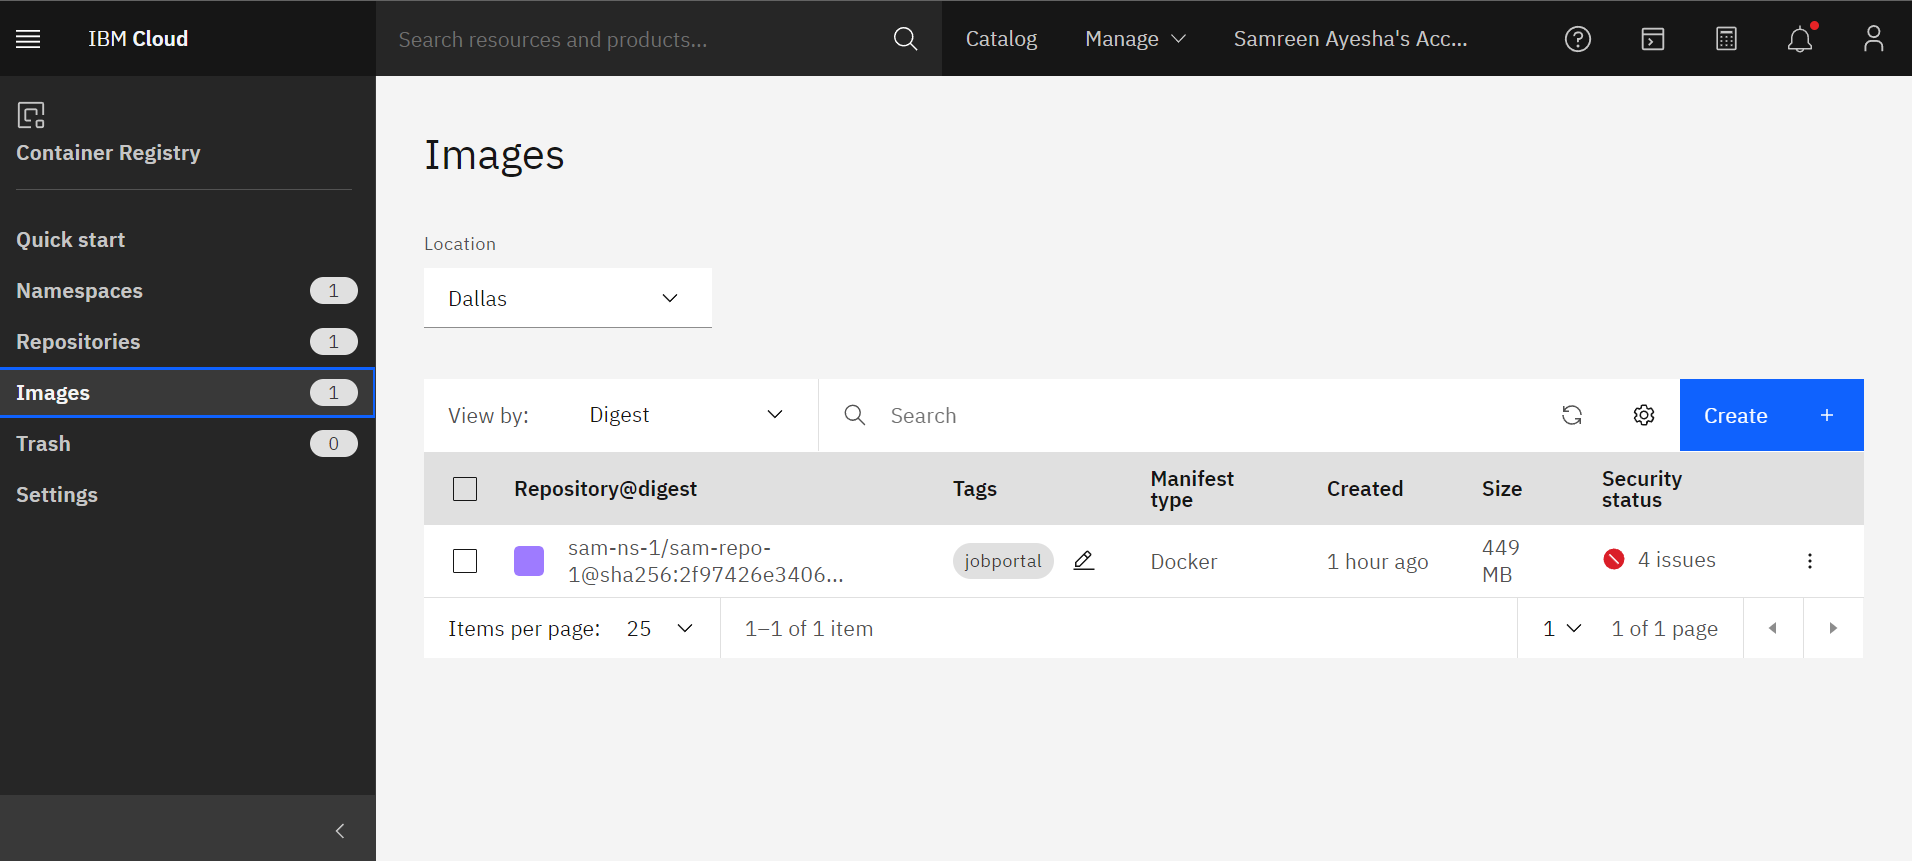 IBM Cloud
Search resources and products...
Catalog
Manage
Samreen Ayesha's Acc...
Container Registry
Quick start
Namespaces 1
Repositories 1
Images 1
Trash 0
Settings
Images
Location
Dallas
View by: Digest
Search
Create +
Repository@digest
Tags
Manifest
type
Created
Size
Security
status
sam-ns-1/sam-repo-
1@sha256:2f97426e3406...
jobportal
Docker
1 hour ago
449
MB
4 issues
Items per page: 25
1–1 of 1 item
1
1 of 1 page